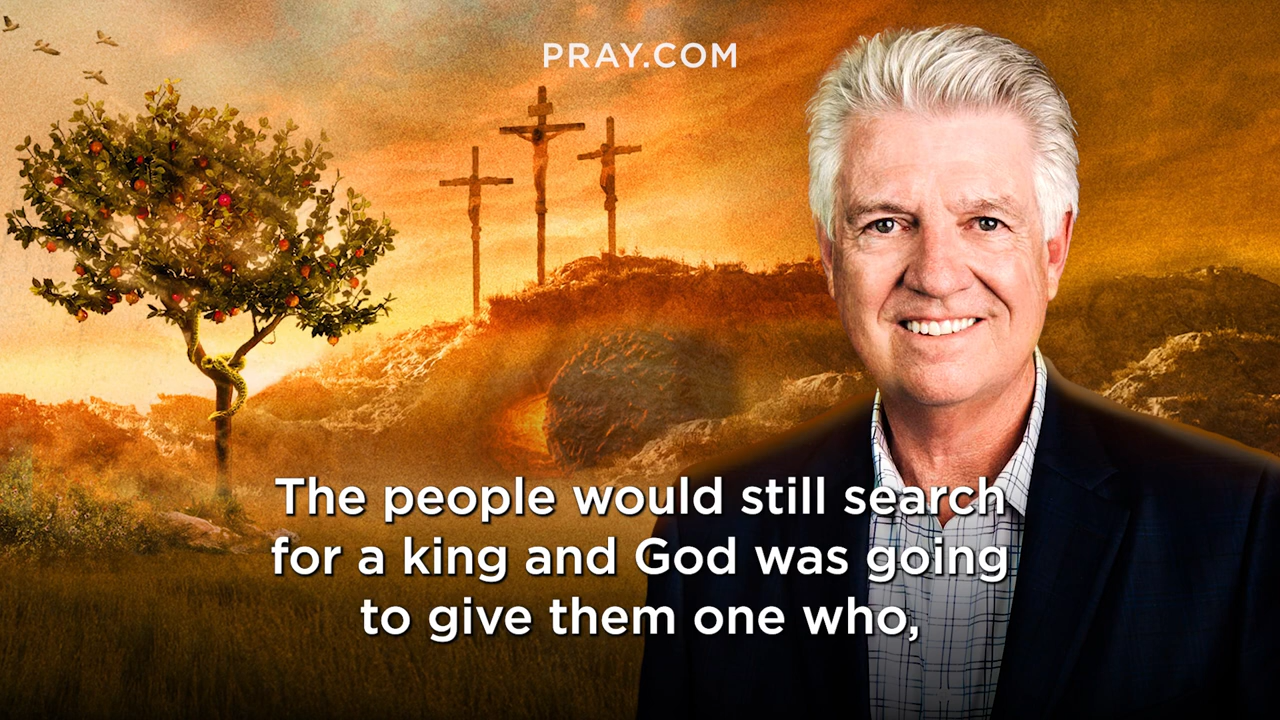 PRAY.COM
The people would still search
for a king and God was going
to give them one who,